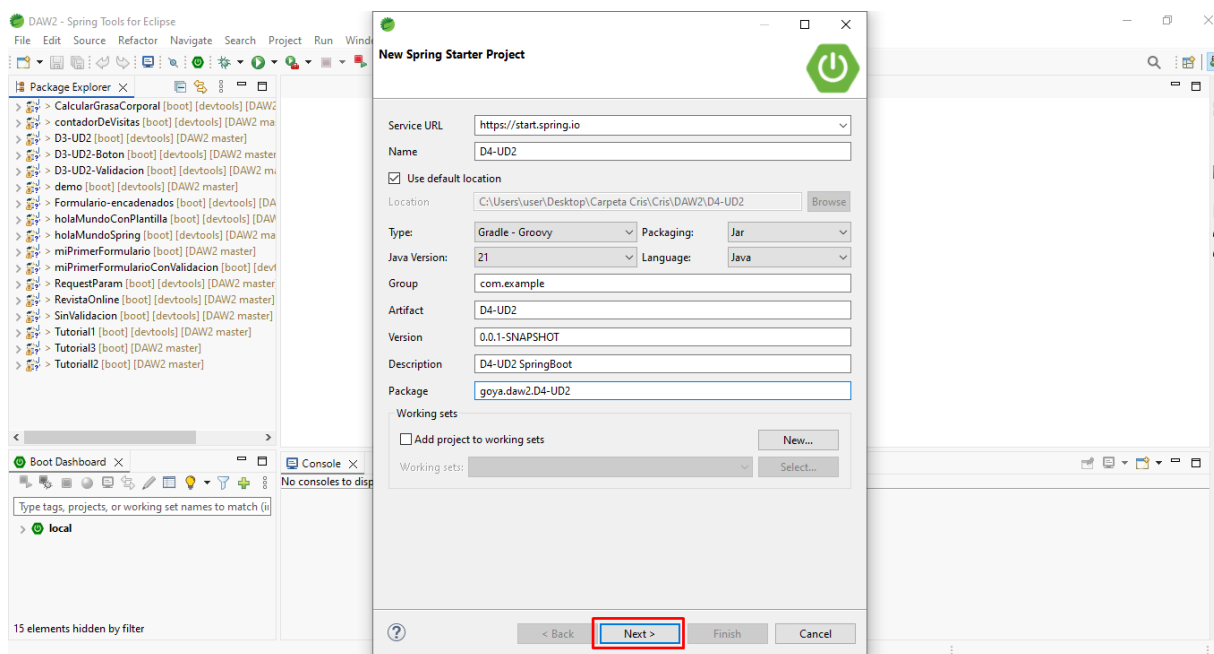 DAW2 - Spring Tools for Eclipse
File Edit Source Refactor Navigate Search Project Run
Package Explorer
> CalcularGrasaCorporal [boot] [devtools] [DAW2
> contadorDeVisitas [boot] [devtools] [DAW2 ma
> D3-UD2 [boot] [devtools] [DAW2 master]
> D3-UD2-Boton [boot] [devtools] [DAW2 master
> D3-UD2-Validacion [boot] [devtools] [DAW2 m
> demo [boot] [devtools] [DAW2 master]
> Formulario-encadenados [boot] [devtools] [DA
> holaMundoConPlantilla [boot] [devtools] [DAW
> holaMundoSpring [boot] [devtools] [DAW2 ma
> miPrimerFormulario [boot] [DAW2 master]
> miPrimerFormularioConValidacion [boot] [dev
> RequestParam [boot] [devtools] [DAW2 master
> RevistaOnline [boot] [devtools] [DAW2 master]
> SinValidacion [boot] [devtools] [DAW2 master]
> Tutorial1 [boot] [devtools] [DAW2 master]
> Tutorial3 [boot] [DAW2 master]
> Tutoriall2 [boot] [DAW2 master]
Boot Dashboard
Type tags, projects, or working set names to match (i
> local
15 elements hidden by filter
Console
No consoles to disp
New Spring Starter Project
Service URL https://start.spring.io
Name D4-UD2
Use default location
Location C:\Users\user\Desktop\Carpeta Cris\Cris\DAW2\D4-UD2 Browse
Type: Gradle - Groovy Packaging: Jar
Java Version: 21 Language: Java
Group com.example
Artifact D4-UD2
Version 0.0.1-SNAPSHOT
Description D4-UD2 SpringBoot
Package goya.daw2.D4-UD2
Working sets
Add project to working sets New...
Working sets: Select...
< Back Next > Finish Cancel